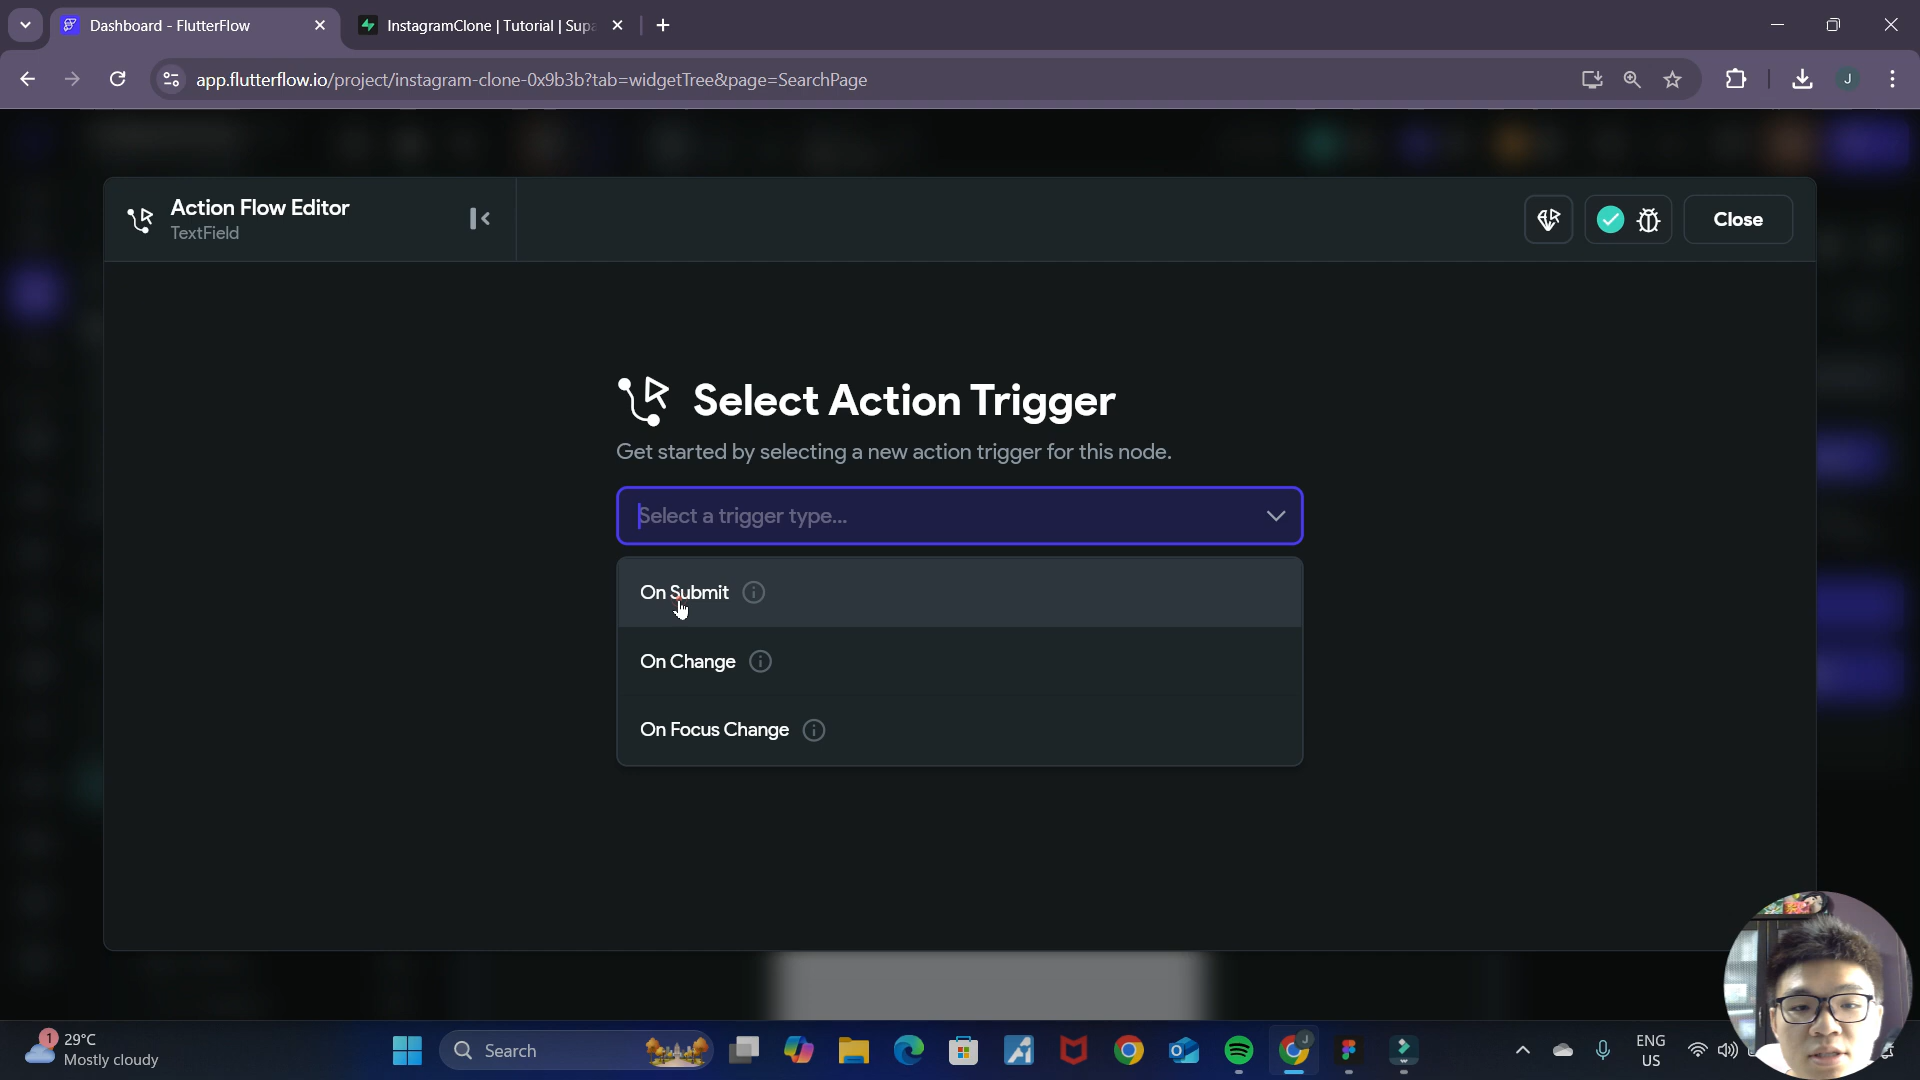 Dashboard - FlutterFlow
InstagramClone | Tutorial | Supa
app.flutterflow.io/project/instagram-clone-0x9b3b?tab=widgetTree&page=SearchPage
J
Action Flow Editor
TextField
Close
Select Action Trigger
Get started by selecting a new action trigger for this node.
Select a trigger type...
On Submit
On Change
On Focus Change
1
29°C
Mostly cloudy
Search
J
ENG
US